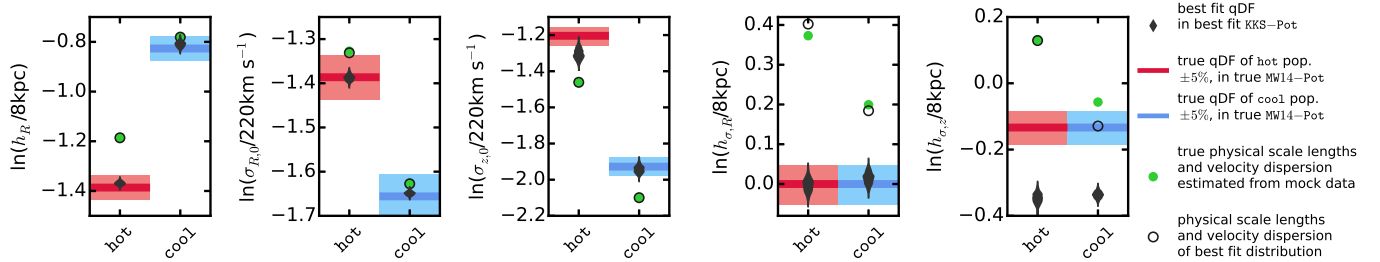 ln(h_R/8kpc)
−0.8
−1.0
−1.2
−1.4
hot
cool
ln(σ_{R,0}/220km s^{−1})
−1.3
−1.4
−1.5
−1.6
−1.7
hot
cool
ln(σ_{z,0}/220km s^{−1})
−1.2
−1.4
−1.6
−1.8
−2.0
−2.2
hot
cool
ln(h_{σ,R}/8kpc)
0.4
0.3
0.2
0.1
0.0
hot
cool
ln(h_{σ,z}/8kpc)
0.2
0.0
−0.2
−0.4
hot
cool
best fit qDF
in best fit KKS−Pot
true qDF of hot pop.
±5%, in true MW14−Pot
true qDF of cool pop.
±5%, in true MW14−Pot
true physical scale lengths
and velocity dispersion
estimated from mock data
physical scale lengths
and velocity dispersion
of best fit distribution